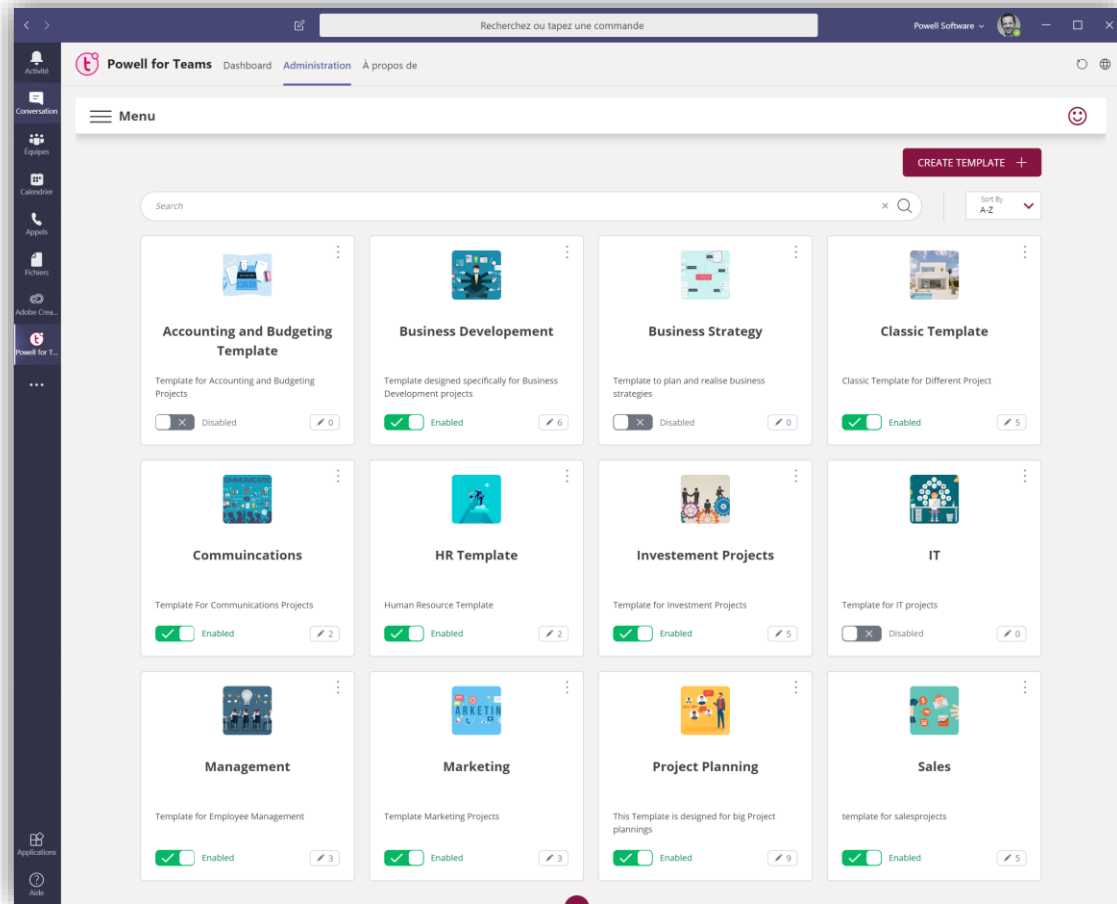 Recherchez ou tapez une commande
Powell Software
Activité
Conversation
Équipes
Calendrier
Appels
Fichiers
Adobe Crea...
Powell for T...
Applications
Aide
Powell for Teams Dashboard Administration À propos de
Menu
CREATE TEMPLATE +
Search
Sort By
A-Z
Accounting and Budgeting
Template
Template for Accounting and Budgeting
Projects
Disabled 0
Business Developement
Template designed specifically for Business
Development projects
Enabled 6
Business Strategy
Template to plan and realise business
strategies
Disabled 0
Classic Template
Classic Template for Different Project
Enabled 5
COMMUNICATIO
Commuincations
Template For Communications Projects
Enabled 2
HR Template
Human Resource Template
Enabled 2
Investement Projects
Template for Investment Projects
Enabled 5
IT
Template for IT projects
Disabled 0
Management
Template for Employee Management
Enabled 3
ARKETIN
Marketing
Template Marketing Projects
Enabled 3
Project Planning
This Template is designed for big Project
plannings
Enabled 9
Sales
template for salesprojects
Enabled 5